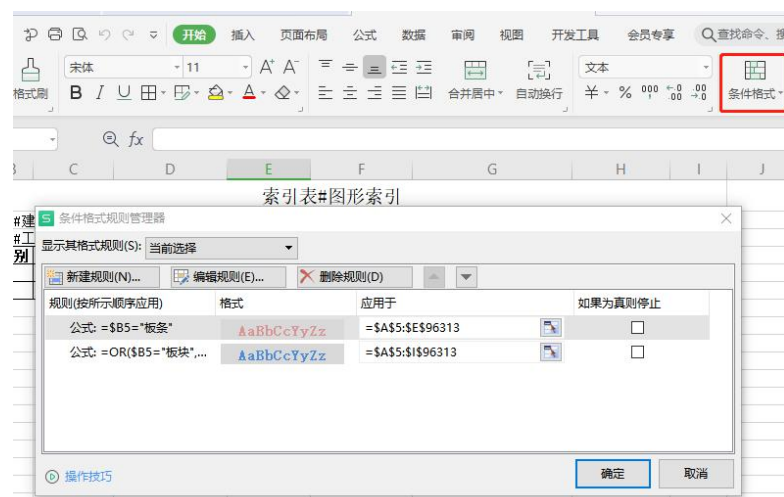 开始 插入 页面布局 公式 数据 审阅 视图 开发工具 会员专享 查找命令、搜
宋体 11 A⁺ A⁻ 文本
格式刷 B I U A 合并居中 自动换行 ¥ % 000 .00 .00 条件格式
fx
C D E F G H I J
索引表#图形索引
#建
#工
别
条件格式规则管理器
显示其格式规则(S): 当前选择
新建规则(N)... 编辑规则(E)... 删除规则(D)
规则(按所示顺序应用) 格式 应用于 如果为真则停止
公式: =$B5="板条" AaBbCcYyZz =$A$5:$E$96313
公式: =OR($B5="板块",... AaBbCcYyZz =$A$5:$I$96313
操作技巧 确定 取消